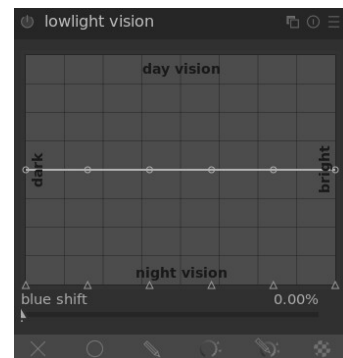 lowlight vision
day vision
dark
bright
night vision
blue shift 0.00%